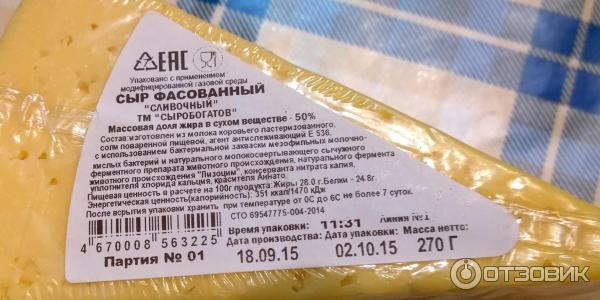 EAC
Упаковано с применением
модифицированной газовой среды
СЫР ФАСОВАННЫЙ
"СЛИВОЧНЫЙ"
ТМ "СЫРОБОГАТОВ"
Массовая доля жира в сухом веществе - 50%
Состав:изготовлен из молока коровьего пастеризованного,
соли поваренной пищевой, агент антислеживающий Е 536,
с использованием бактериальной закваски мезофильных молочно-
кислых бактерий и натурального молокосвертывающего сычужного
ферментного препарата животного происхождения, натурального фермента
животного происхождения "Лизоцим", консерванта нитрата калия,
уплотнителя хлорида кальция, красителя Аннато.
Пищевая ценность в расчете на 100г продукта: Жиры 28.0 г.Белки - 24.8г.
Энергетическая ценность(калорийность). 351 ккал/1470 кДж
После вскрытия упаковки хранить при температуре от 0С до 6С не более 7 суток.
СТО 69547775-004-2014
Время упаковки: 11:31 Линия №1
Дата производства: Дата упаковки: Масса нетто:
18.09.15 02.10.15 270 Г
4 670008 563225
Партия № 01
ОТЗОВИК